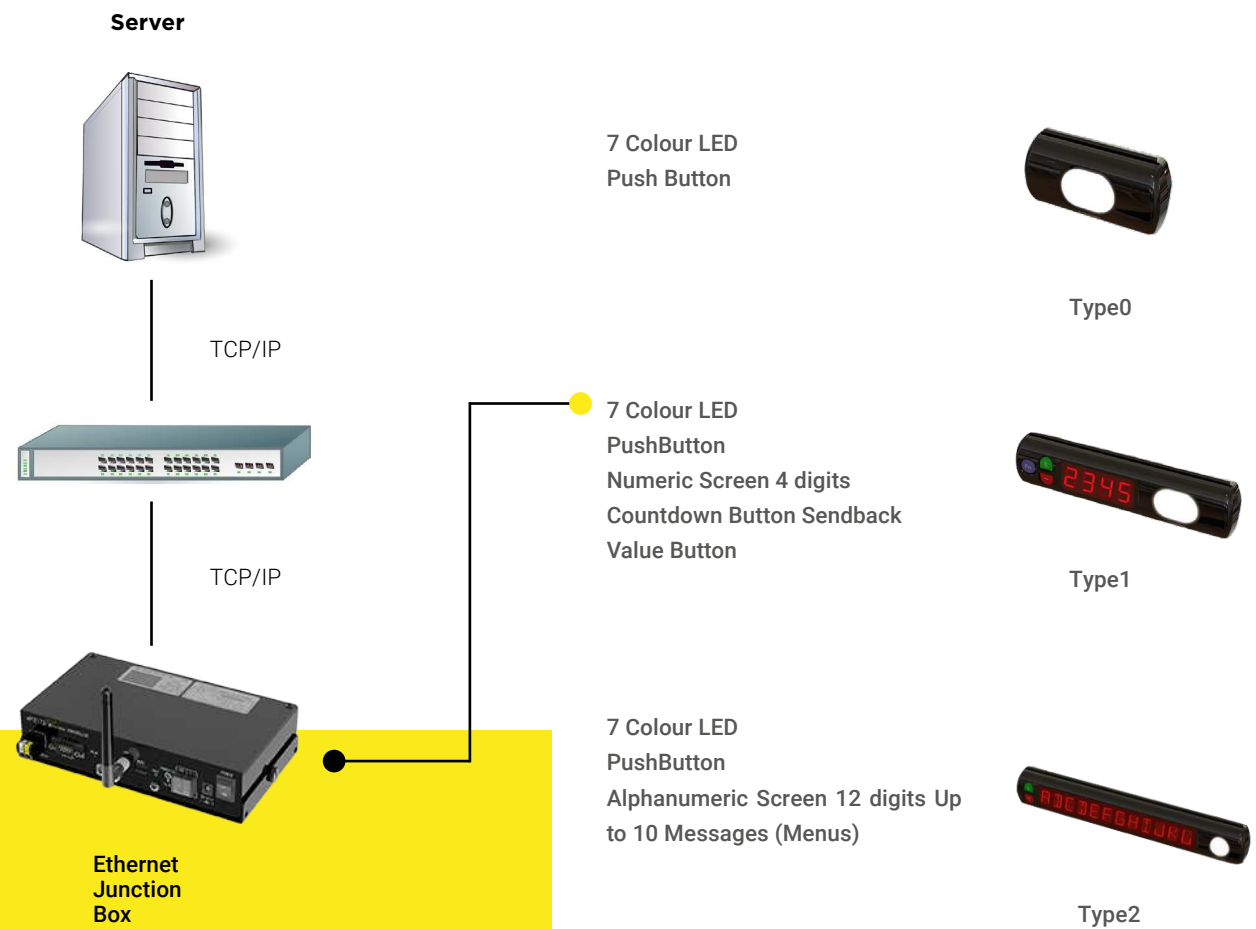 Server
TCP/IP
TCP/IP
Ethernet
Junction
Box
7 Colour LED
Push Button
Type0
7 Colour LED
PushButton
Numeric Screen 4 digits
Countdown Button Sendback
Value Button
2345
Type1
7 Colour LED
PushButton
Alphanumeric Screen 12 digits Up
to 10 Messages (Menus)
Type2